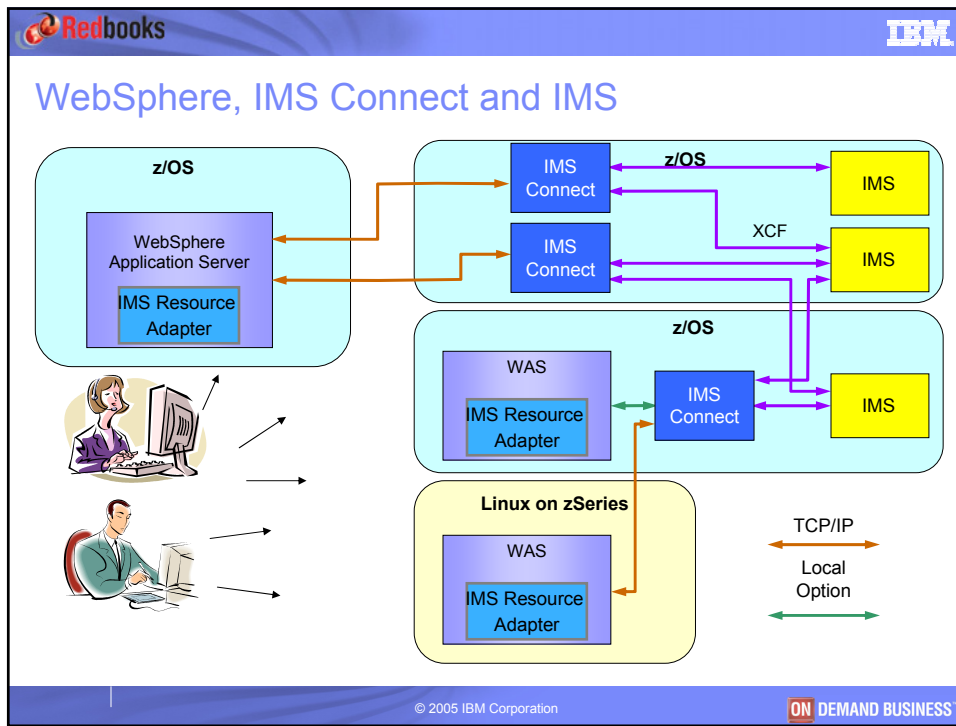 Redbooks
IBM
WebSphere, IMS Connect and IMS
z/OS
WebSphere
Application Server
IMS Resource
Adapter
z/OS
IMS
Connect
IMS
XCF
IMS
Connect
IMS
z/OS
WAS
IMS Resource
Adapter
IMS
Connect
IMS
Linux on zSeries
WAS
IMS Resource
Adapter
TCP/IP
Local
Option
© 2005 IBM Corporation
ON DEMAND BUSINESS